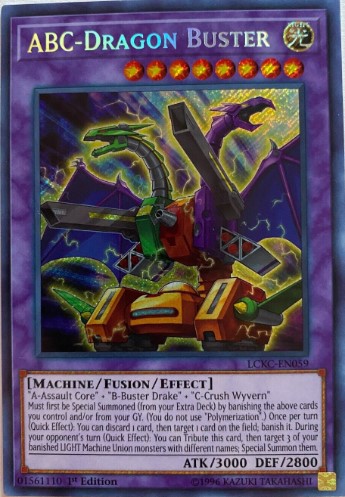 ABC-DRAGON BUSTER
光
LCKC-EN059
[MACHINE/FUSION/EFFECT]
"A-Assault Core" + "B-Buster Drake" + "C-Crush Wyvern"
Must first be Special Summoned (from your Extra Deck) by banishing the above cards
you control and/or from your GY. (You do not use "Polymerization".) Once per turn
(Quick Effect): You can discard 1 card, then target 1 card on the field; banish it. During
your opponent's turn (Quick Effect): You can Tribute this card, then target 3 of your
banished LIGHT Machine Union monsters with different names; Special Summon them.
ATK/3000 DEF/2800
01561110 1st Edition
©1996 KAZUKI TAKAHASHI